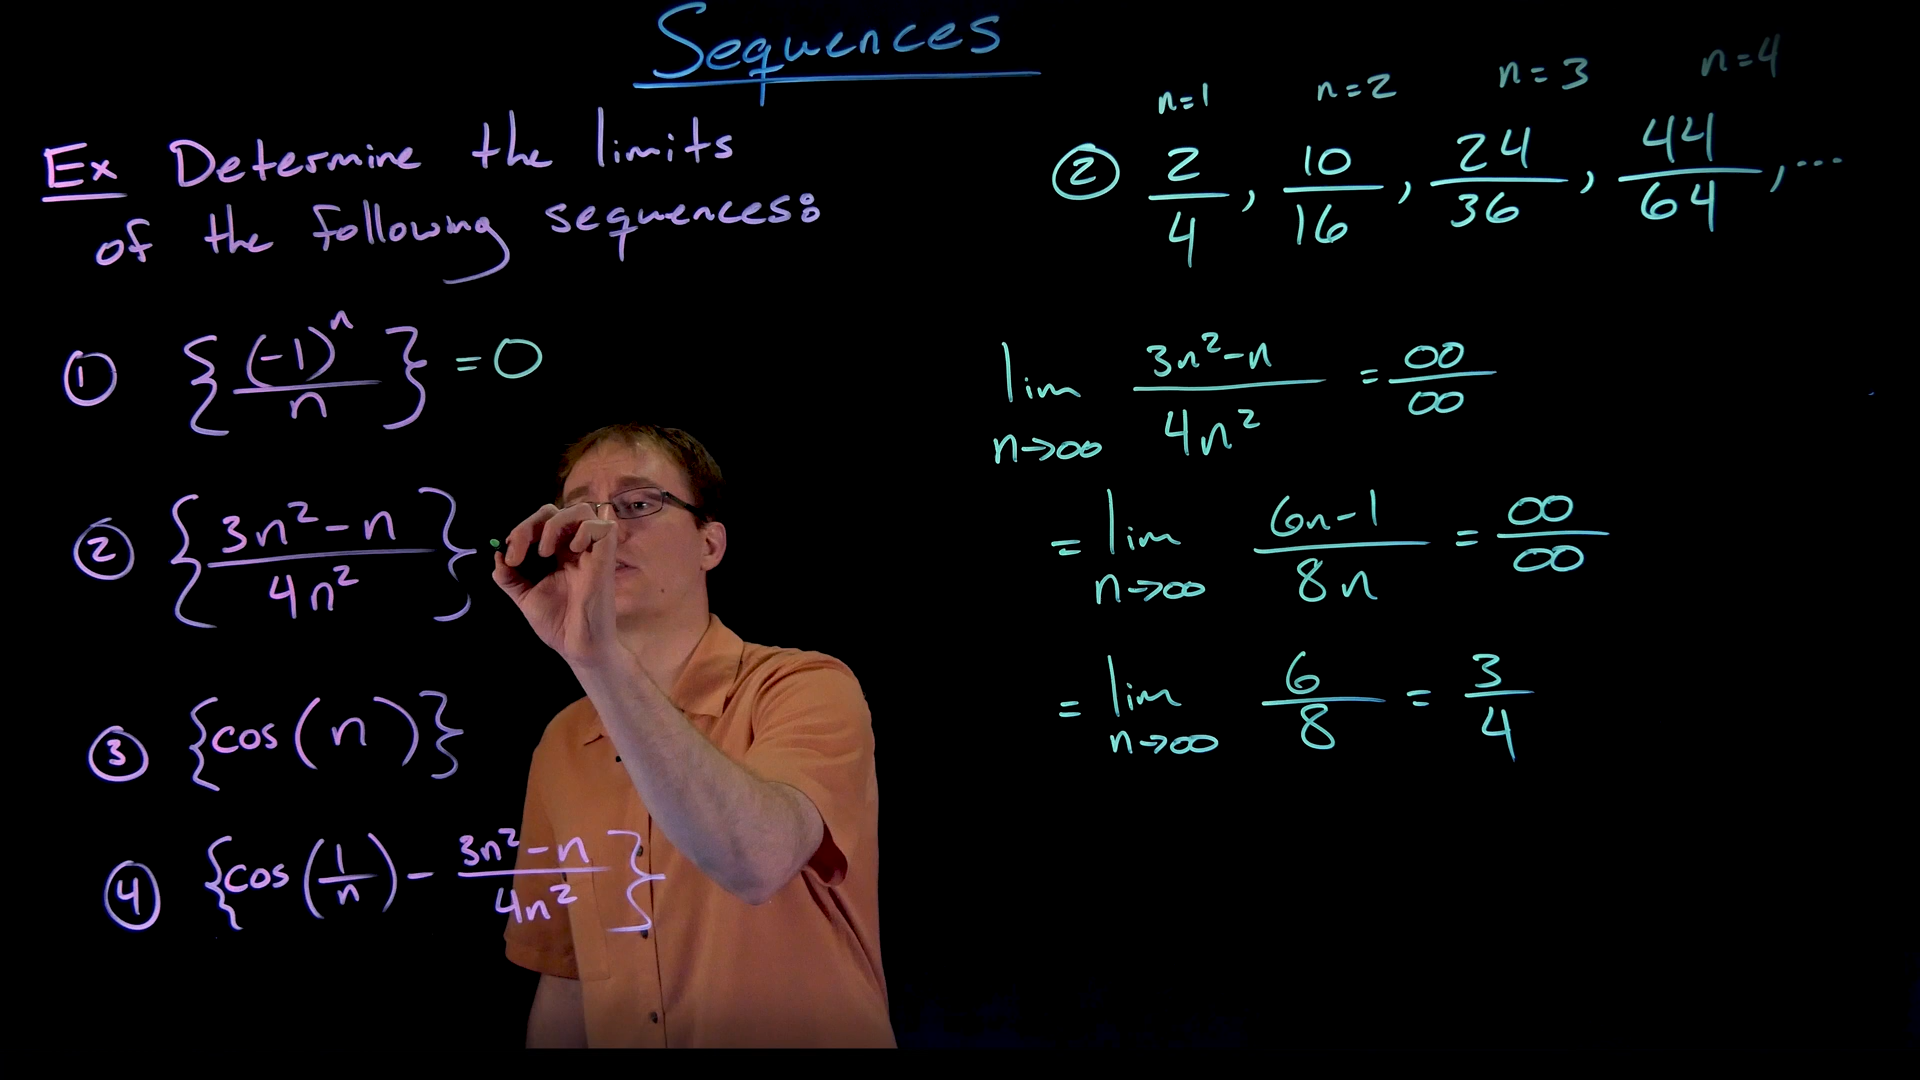 Sequences
Ex Determine the limits
of the following sequences:
① { (-1)^n / n } = 0
② { 3n² - n / 4n² }
③ { cos(n) }
④ { cos(1/n) - 3n² - n / 4n² }
n=1 n=2 n=3 n=4
② 2/4, 10/16, 24/36, 44/64, ...
lim n→∞ 3n² - n / 4n² = ∞/∞
= lim n→∞ 6n - 1 / 8n = ∞/∞
= lim n→∞ 6/8 = 3/4